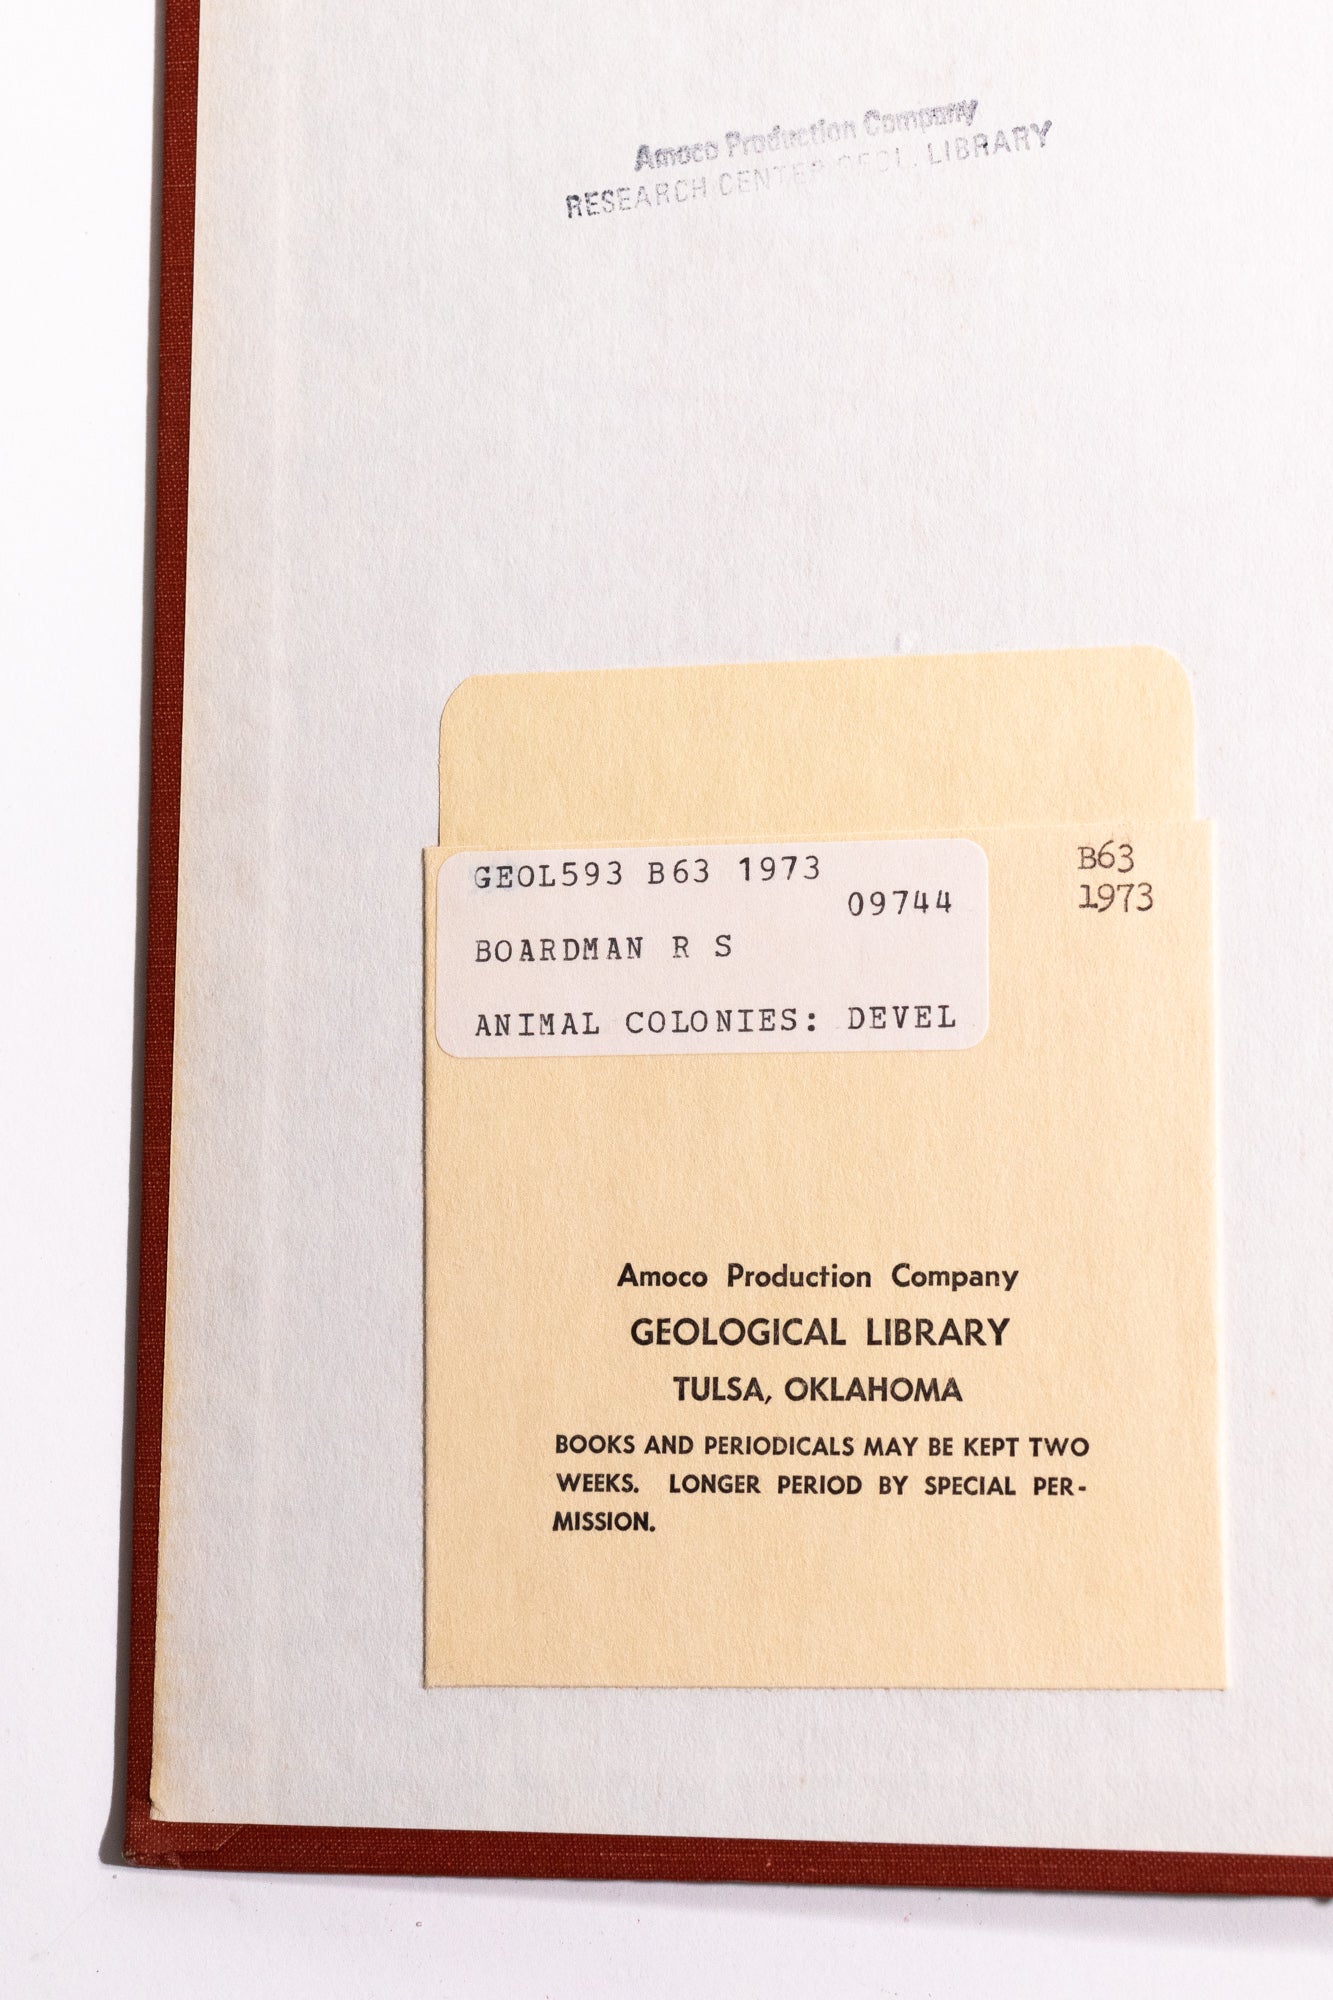 Amoco Production Company
RESEARCH CENTER GEOL. LIBRARY
GEOL593 B63 1973
09744
BOARDMAN R S
ANIMAL COLONIES: DEVEL
B63
1973
Amoco Production Company
GEOLOGICAL LIBRARY
TULSA, OKLAHOMA
BOOKS AND PERIODICALS MAY BE KEPT TWO
WEEKS. LONGER PERIOD BY SPECIAL PER-
MISSION.